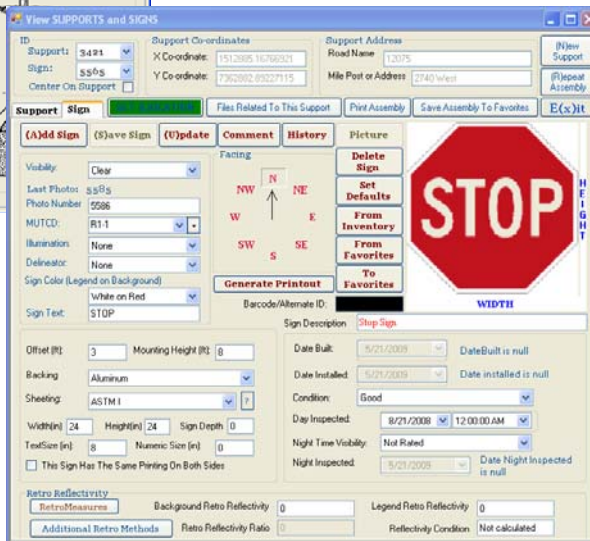 View SUPPORTS and SIGNS
ID
Support: 3421
Sign: 5565
Center On Support
Support Co-ordinates
X Co-ordinate: 1512885.16766921
Y Co-ordinate: 7362802.89227115
Support Address
Road Name 12075
Mile Post or Address 2740 West
(N)ew Support
(R)epeat Assembly
Support Sign
Files Related To This Support
Print Assembly
Save Assembly To Favorites
E(x)it
(A)dd Sign
(S)ave Sign
(U)pdate
Comment
History
Picture
Visibility: Clear
Last Photo: 5585
Photo Number 5586
MUTCD: R1-1
Illumination: None
Delineator: None
Sign Color (Legend on Background)
White on Red
Sign Text: STOP
Facing
N
NW NE
W E
SW SE
S
Generate Printout
Delete Sign
Set Defaults
From Inventory
From Favorites
To Favorites
STOP
HEIGHT
WIDTH
Barcode/Alternate ID:
Sign Description Stop Sign
Offset (ft): 3 Mounting Height (ft): 8
Backing Aluminum
Sheeting: ASTM I ?
Width(in) 24 Height(in) 24 Sign Depth 0
TextSize (in): 8 Numeric Size (in): 0
This Sign Has The Same Printing On Both Sides
Date Built: 5/21/2009 DateBuilt is null
Date Installed: 5/21/2009 Date installed is null
Condition: Good
Day Inspected: 8/21/2008 12:00:00 AM
Night Time Visibility: Not Rated
Night Inspected: 5/21/2009 Date Night Inspected is null
Retro Reflectivity
RetroMeasures
Background Retro Reflectivity 0
Legend Retro Reflectivity 0
Additional Retro Methods
Retro Reflectivity Ratio 0
Reflectivity Condition Not calculated